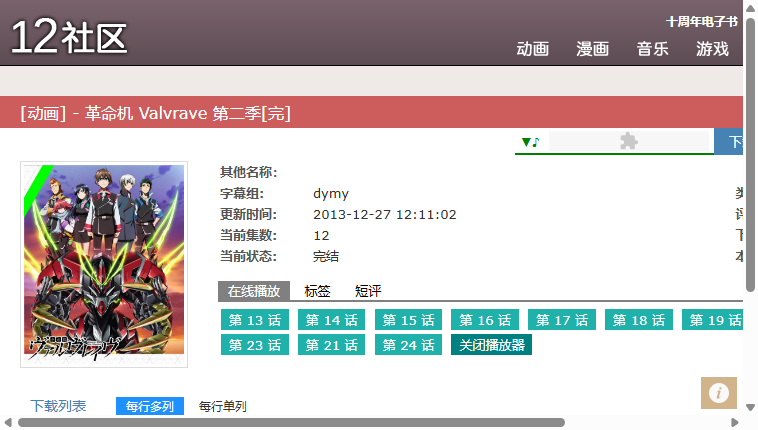 12社区
十周年电子书
动画 漫画 音乐 游戏
[动画] - 革命机 Valvrave 第二季[完]
▼♪
其他名称:
字幕组: dymy
更新时间: 2013-12-27 12:11:02
当前集数: 12
当前状态: 完结
在线播放 标签 短评
第 13 话 第 14 话 第 15 话 第 16 话 第 17 话 第 18 话 第 19 话
第 23 话 第 21 话 第 24 话 关闭播放器
下载列表 每行多列 每行单列